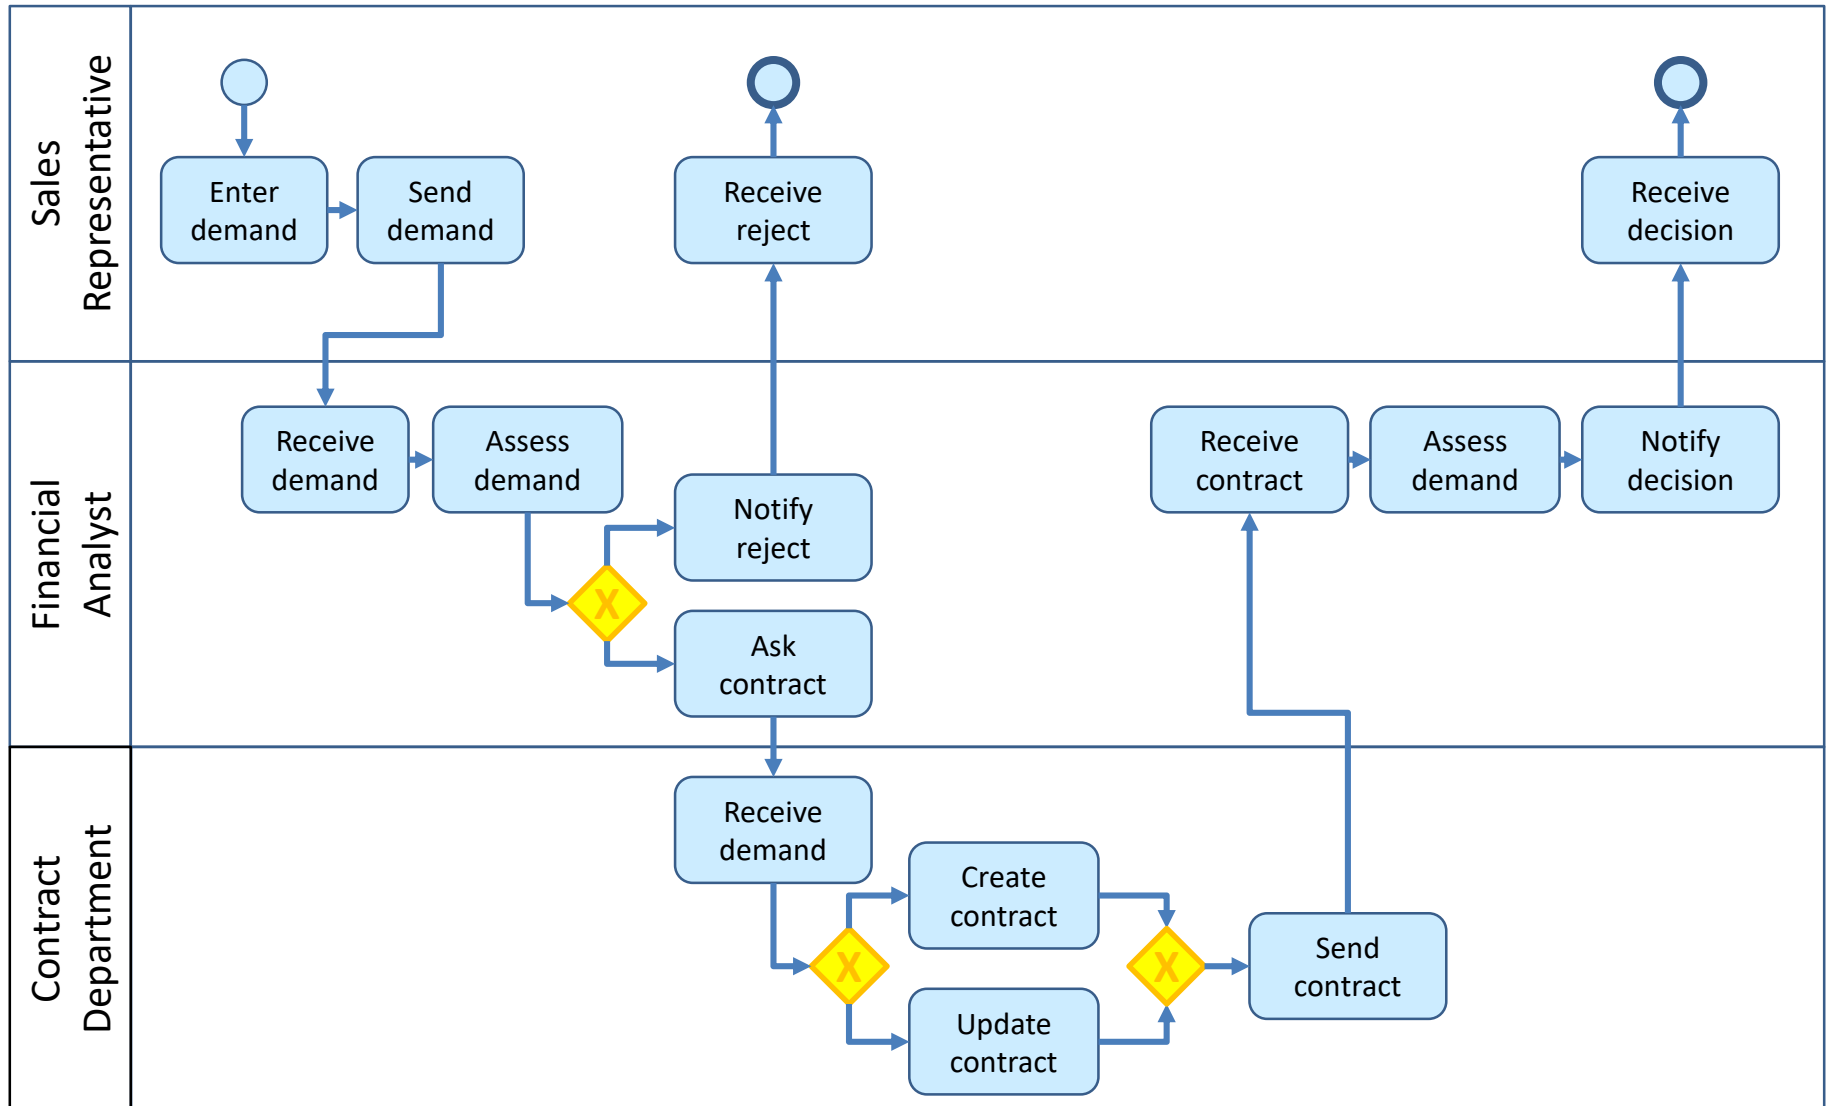 Sales
Representative
Enter
demand
Send
demand
Receive
reject
Receive
decision
Financial
Analyst
Receive
demand
Assess
demand
Notify
reject
X
Ask
contract
Receive
contract
Assess
demand
Notify
decision
Contract
Department
Receive
demand
X
Create
contract
Update
contract
X
Send
contract